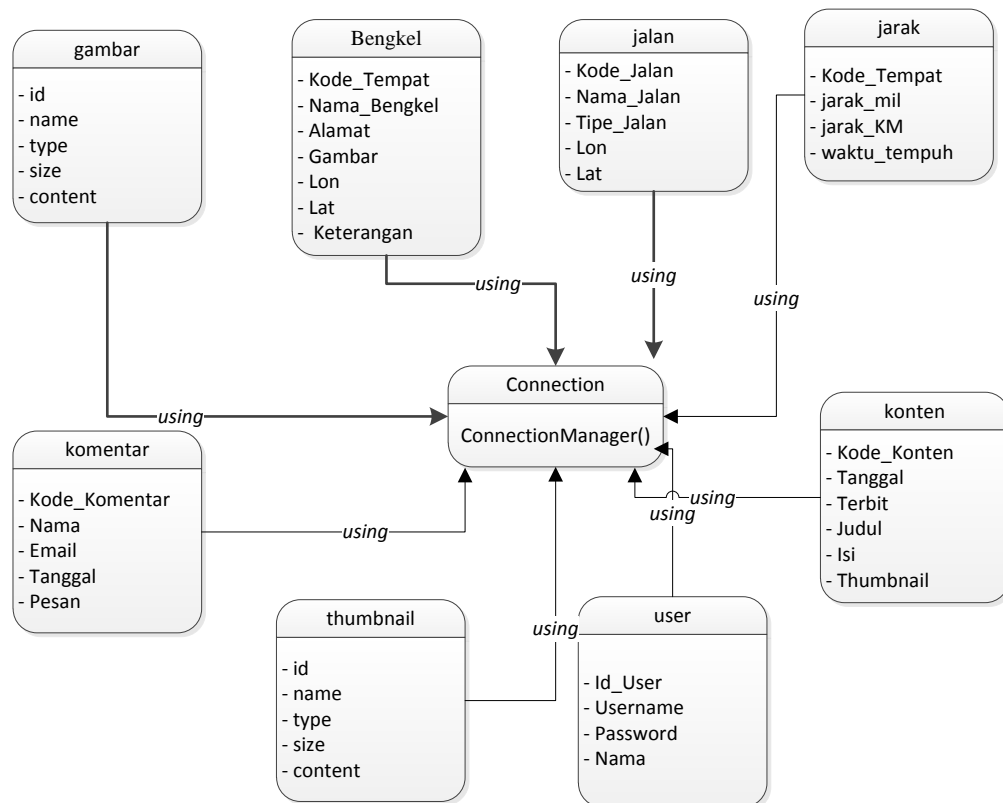 gambar
- id
- name
- type
- size
- content
Bengkel
- Kode_Tempat
- Nama_Bengkel
- Alamat
- Gambar
- Lon
- Lat
- Keterangan
jalan
- Kode_Jalan
- Nama_Jalan
- Tipe_Jalan
- Lon
- Lat
jarak
- Kode_Tempat
- jarak_mil
- jarak_KM
- waktu_tempuh
using
using
using
using
Connection
ConnectionManager()
komentar
- Kode_Komentar
- Nama
- Email
- Tanggal
- Pesan
using
using
using
using
konten
- Kode_Konten
- Tanggal
- Terbit
- Judul
- Isi
- Thumbnail
thumbnail
- id
- name
- type
- size
- content
user
- Id_User
- Username
- Password
- Nama